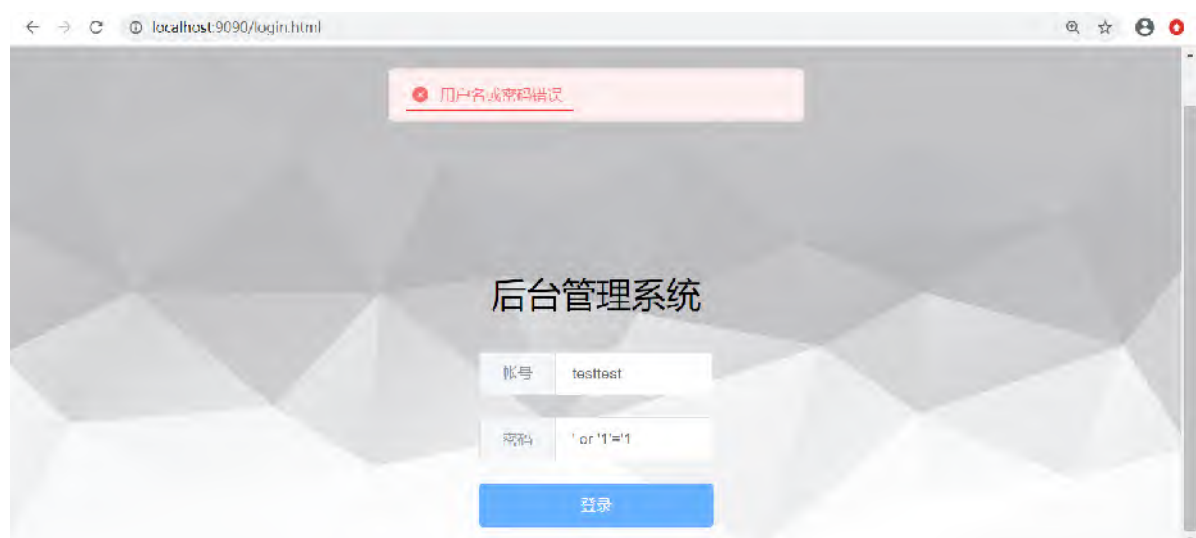 localhost:9090/login.html
用户名或密码错误
后台管理系统
帐号 testtest
密码 ' or '1'='1
登录